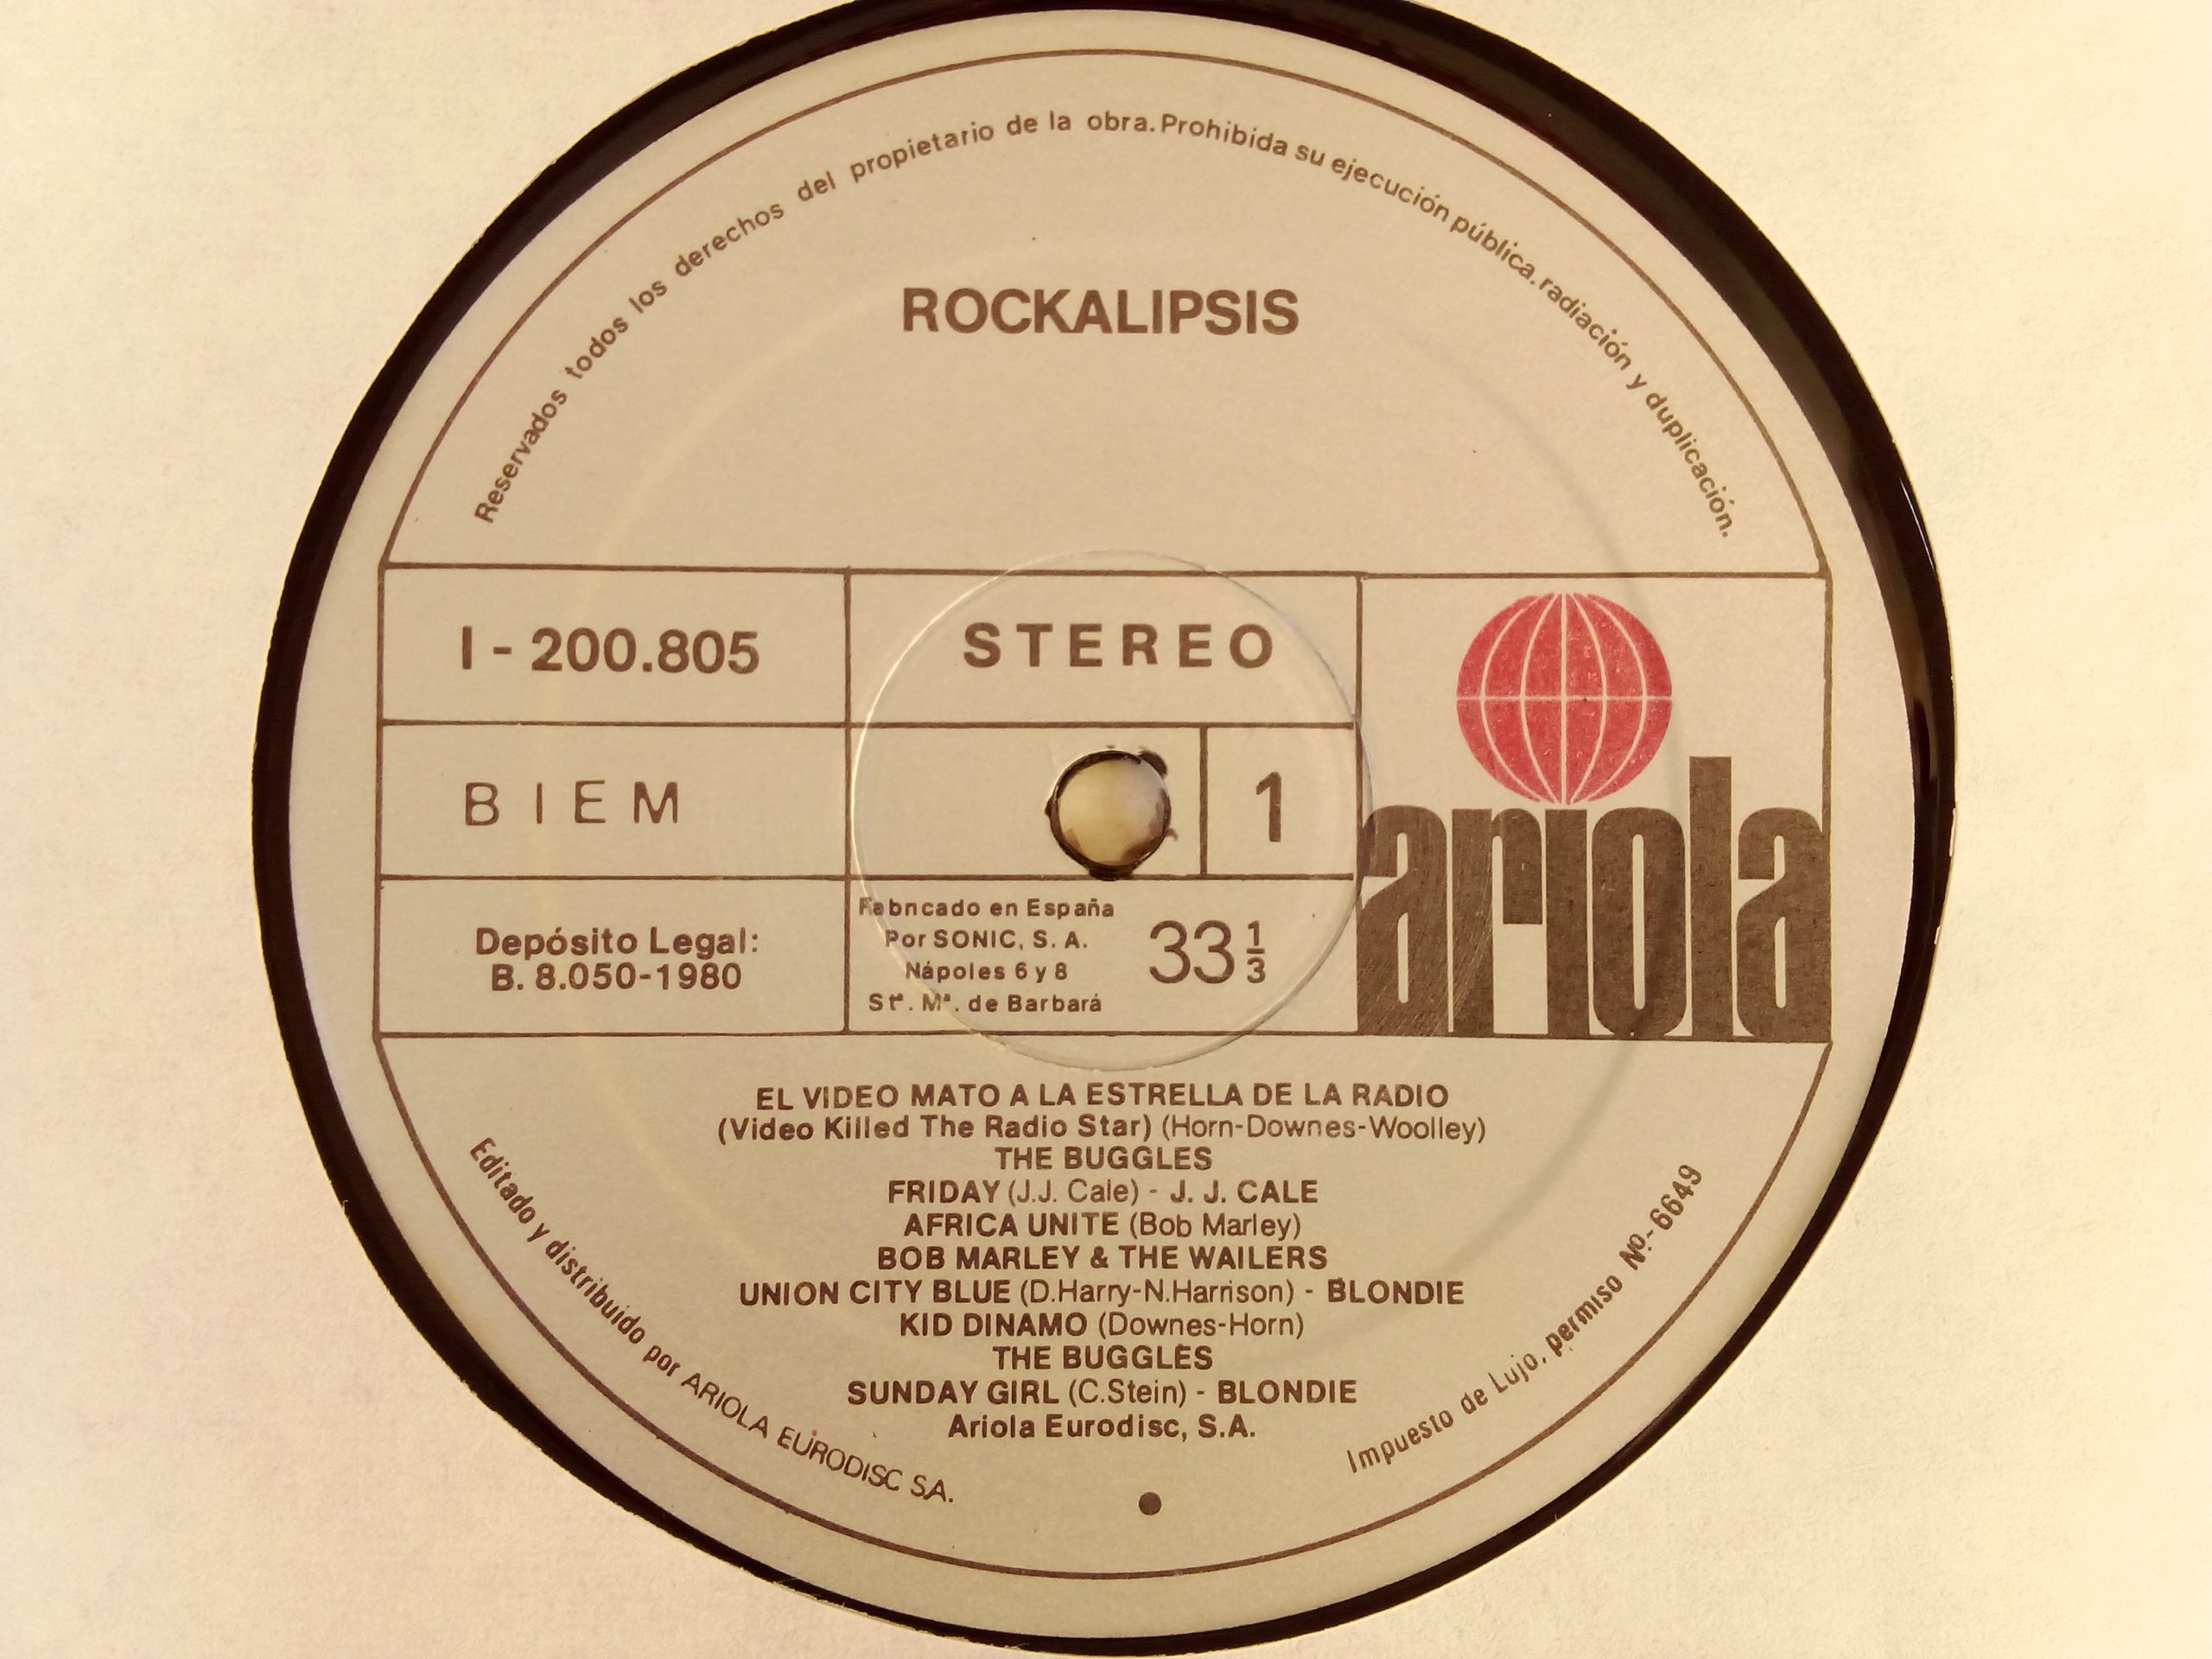 Reservados todos los derechos del propietario de la obra. Prohibida su ejecución pública. radiación y duplicación.
ROCKALIPSIS
I - 200.805
STEREO
BIEM
1
Depósito Legal:
B. 8.050-1980
Fabncado en España
Por SONIC, S. A.
Nápoles 6 y 8
Stª. Mª. de Barbará
33 1/3
ariola
EL VIDEO MATO A LA ESTRELLA DE LA RADIO
(Video Killed The Radio Star) (Horn-Downes-Woolley)
THE BUGGLES
FRIDAY (J.J. Cale) - J. J. CALE
AFRICA UNITE (Bob Marley)
BOB MARLEY & THE WAILERS
UNION CITY BLUE (D.Harry-N.Harrison) - BLONDIE
KID DINAMO (Downes-Horn)
THE BUGGLES
SUNDAY GIRL (C.Stein) - BLONDIE
Ariola Eurodisc, S.A.
Editado y distribuido por ARIOLA EURODISC S.A.
Impuesto de Lujo, permiso Nº.-6649